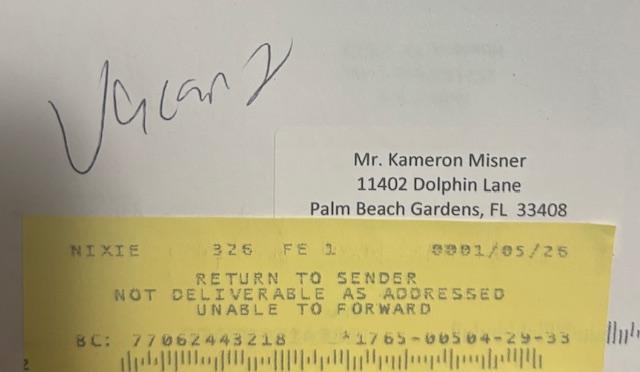 Vacant
Mr. Kameron Misner
11402 Dolphin Lane
Palm Beach Gardens, FL 33408
NIXIE 326 FE 1 0001/05/26
RETURN TO SENDER
NOT DELIVERABLE AS ADDRESSED
UNABLE TO FORWARD
BC: 77062443218 *1765-00504-29-33